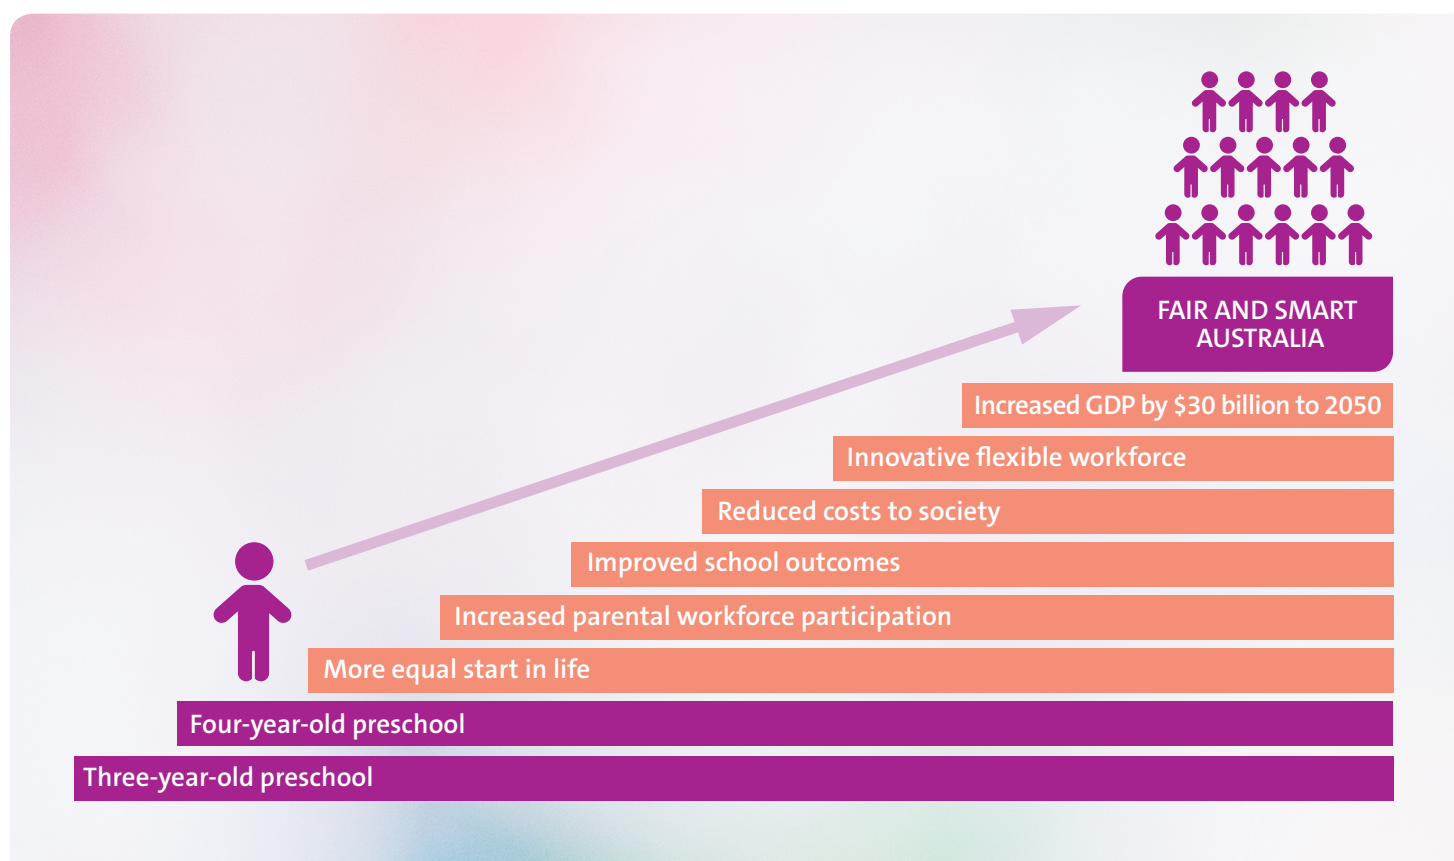 FAIR AND SMART
AUSTRALIA
Increased GDP by $30 billion to 2050
Innovative flexible workforce
Reduced costs to society
Improved school outcomes
Increased parental workforce participation
More equal start in life
Four-year-old preschool
Three-year-old preschool